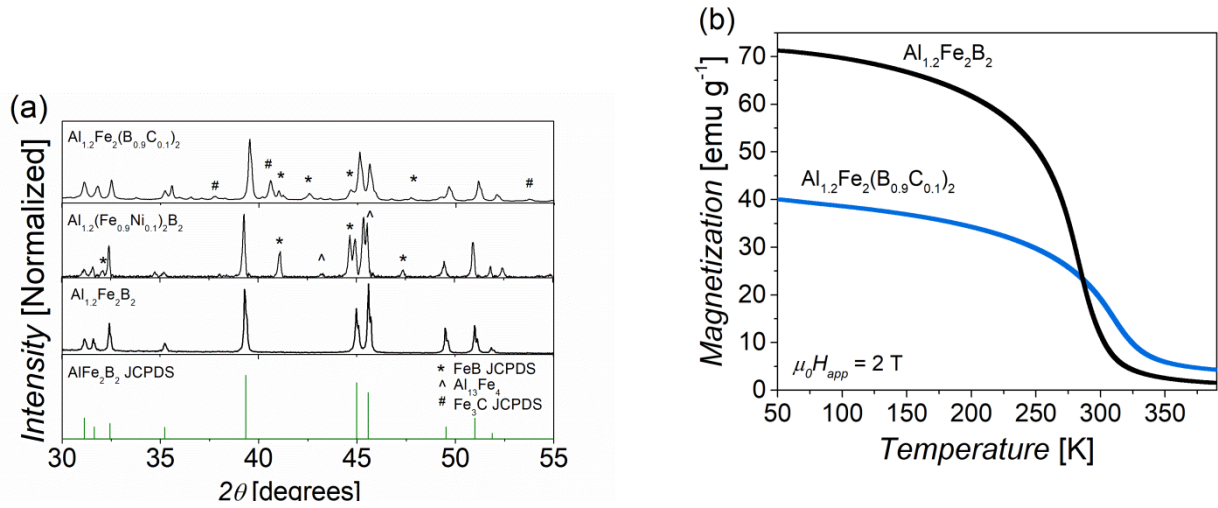 (a)
Intensity [Normalized]
Al1.2Fe2(B0.9C0.1)2
# # * * * * #
Al1.2(Fe0.9Ni0.1)2B2
* * ^ * ^ *
Al1.2Fe2B2
AlFe2B2 JCPDS
* FeB JCPDS
^ Al13Fe4
# Fe3C JCPDS
30 35 40 45 50 55
2θ [degrees]
(b)
Magnetization [emu g-1]
70
60
50
40
30
20
10
0
Al1.2Fe2B2
Al1.2Fe2(B0.9C0.1)2
μ0Happ = 2 T
50 100 150 200 250 300 350
Temperature [K]